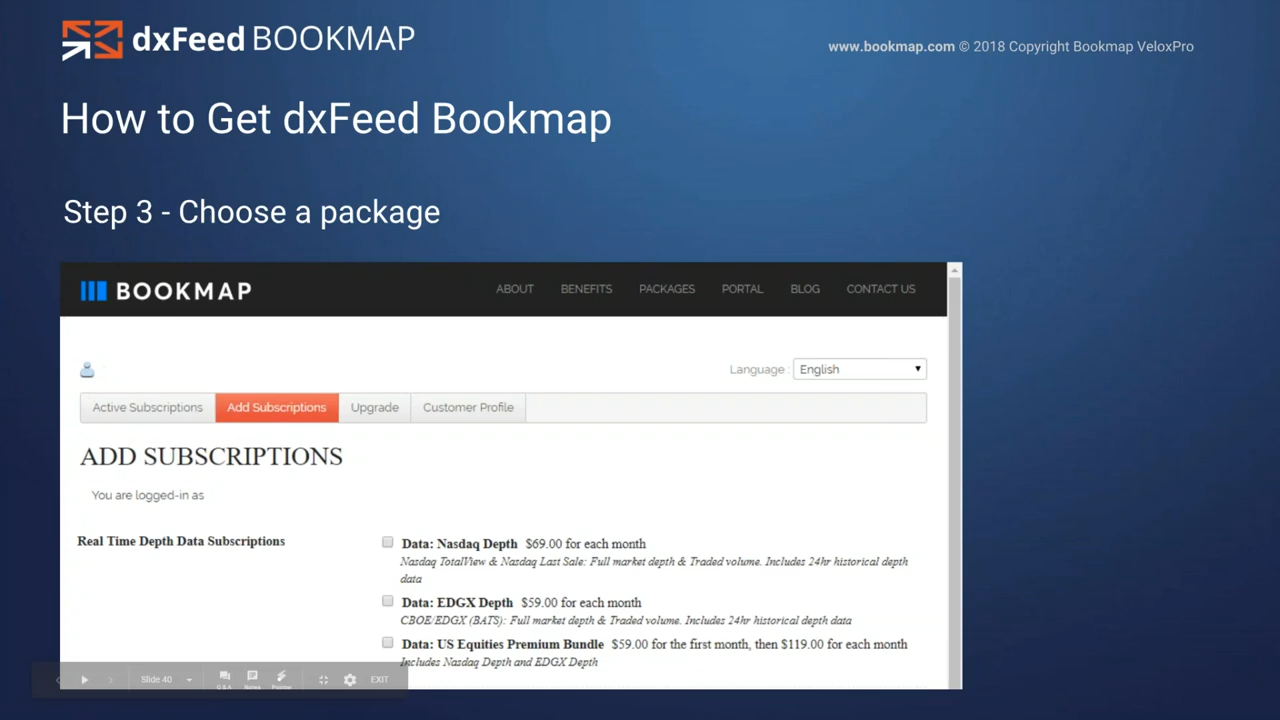 dxFeed BOOKMAP
www.bookmap.com © 2018 Copyright Bookmap VeloxPro
How to Get dxFeed Bookmap
Step 3 - Choose a package
BOOKMAP
ABOUT BENEFITS PACKAGES PORTAL BLOG CONTACT US
Language : English
Active Subscriptions Add Subscriptions Upgrade Customer Profile
ADD SUBSCRIPTIONS
You are logged-in as
Real Time Depth Data Subscriptions
Data: Nasdaq Depth $69.00 for each month
Nasdaq TotalView & Nasdaq Last Sale: Full market depth & Traded volume. Includes 24hr historical depth
data
Data: EDGX Depth $59.00 for each month
CBOE/EDGX (BATS): Full market depth & Traded volume. Includes 24hr historical depth data
Data: US Equities Premium Bundle $59.00 for the first month, then $119.00 for each month
Includes Nasdaq Depth and EDGX Depth
Slide 40 Q&A Notes Pointer EXIT